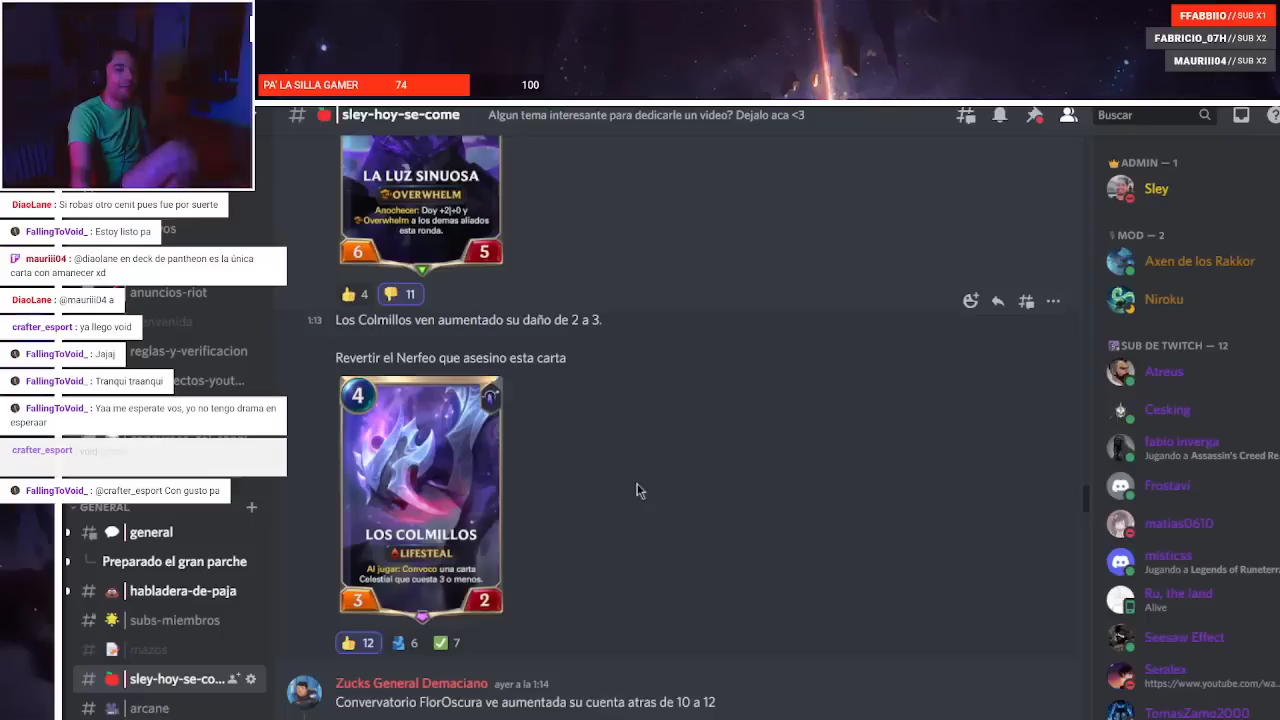 FFABBIIO//SUB X1
FABRICIO_07H//SUB X2
MAURIII04//SUB X2
PA' LA SILLA GAMER 74 100
sley-hoy-se-come
Algun tema interesante para dedicarle un video? Dejalo aca <3
Buscar
DiaoLane : Si robas otro cenit pues fue por suerte
FallingToVoid_ : Estoy listo pa
mauriii04 : @diaolane en deck de pantheon es la única
carta con amanecer xd
anuncios-riot
DiaoLane : @mauriii04 a
crafter_esport : ya llego void
reglas-y-verificacion
FallingToVoid_ : Jajaj
FallingToVoid_ : Tranqui traanqui
FallingToVoid_ : Yaa me esperate vos, yo no tengo drama en
esperaar
crafter_esport void
FallingToVoid_ : @crafter_esport Con gusto pa
GENERAL
general
Preparado el gran parche
habladera-de-paja
subs-miembros
mazos
sley-hoy-se-co...
arcane
LA LUZ SINUOSA
OVERWHELM
Anochecer: Doy +2|+0 y
Overwhelm a los demas aliados
esta ronda.
6 5
4 11
1:13 Los Colmillos ven aumentado su daño de 2 a 3.
Revertir el Nerfeo que asesino esta carta
4
LOS COLMILLOS
LIFESTEAL
Al jugar: Convoco una carta
Celestial que cuesta 3 o menos.
3 2
12 6 7
Zucks General Demaciano ayer a la 1:14
Convervatorio FlorOscura ve aumentada su cuenta atras de 10 a 12
ADMIN — 1
Sley
MOD — 2
Axen de los Rakkor
Niroku
SUB DE TWITCH — 12
Atreus
Cesking
fabio inverga
Jugando a Assassin's Creed Re
Frostavi
matias0610
misticss
Jugando a Legends of Runeterr
Ru, the land
Alive
Seesaw Effect
Seralex
https://www.youtube.com/wa...
TomasZamo2000